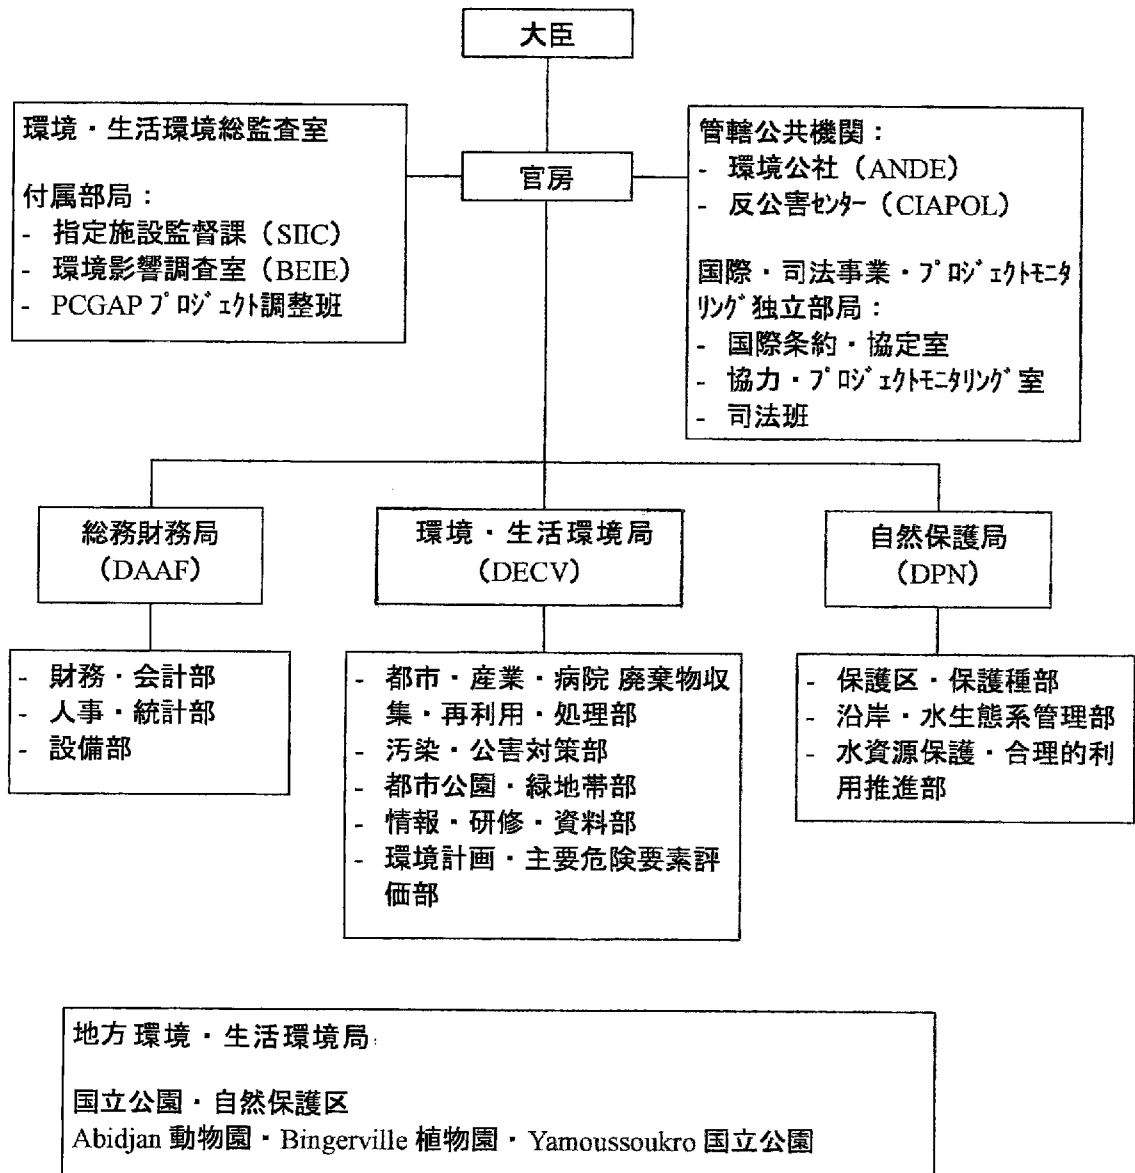 大臣
環境・生活環境総監査室
付属部局：
- 指定施設監督課（SIIC）
- 環境影響調査室（BEIE）
- PCGAP ﾌﾟﾛｼﾞｪｸﾄ調整班
官房
管轄公共機関：
- 環境公社（ANDE）
- 反公害ｾﾝﾀｰ（CIAPOL）
国際・司法事業・ﾌﾟﾛｼﾞｪｸﾄﾓﾆﾀ
ﾘﾝｸﾞ独立部局：
- 国際条約・協定室
- 協力・ﾌﾟﾛｼﾞｪｸﾄﾓﾆﾀﾘﾝｸﾞ室
- 司法班
総務財務局
（DAAF）
環境・生活環境局
（DECV）
自然保護局
（DPN）
- 財務・会計部
- 人事・統計部
- 設備部
- 都市・産業・病院 廃棄物収
集・再利用・処理部
- 汚染・公害対策部
- 都市公園・緑地帯部
- 情報・研修・資料部
- 環境計画・主要危険要素評
価部
- 保護区・保護種部
- 沿岸・水生態系管理部
- 水資源保護・合理的利
用推進部
地方 環境・生活環境局：
国立公園・自然保護区
Abidjan 動物園・Bingerville 植物園・Yamoussoukro 国立公園